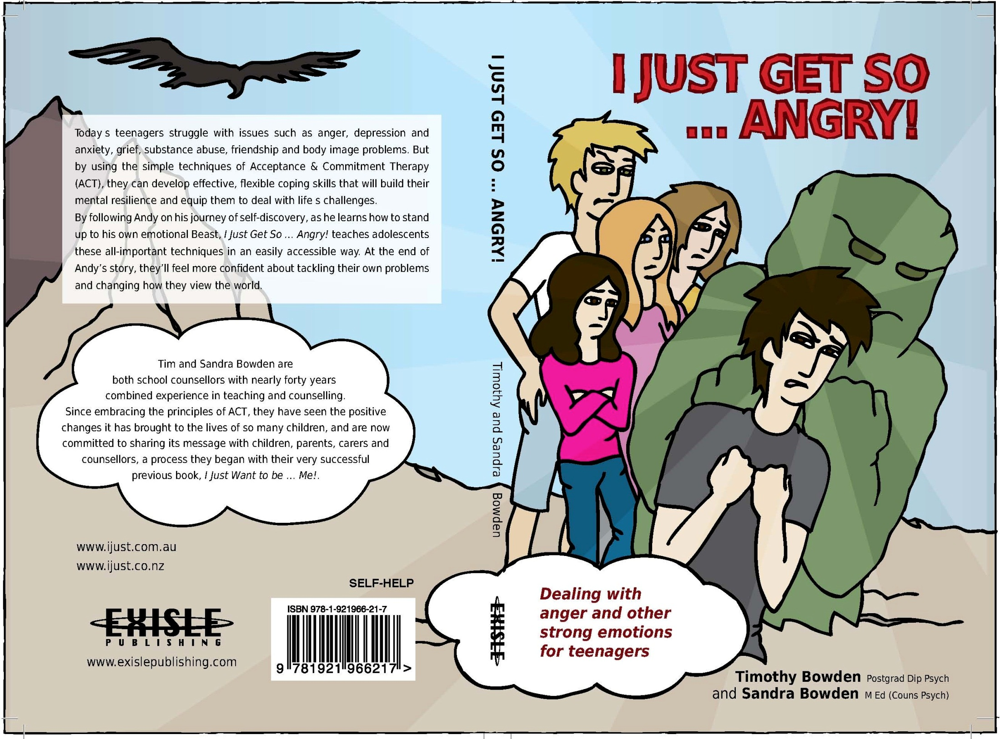 Today s teenagers struggle with issues such as anger, depression and
anxiety, grief, substance abuse, friendship and body image problems. But
by using the simple techniques of Acceptance & Commitment Therapy
(ACT), they can develop effective, flexible coping skills that will build their
mental resilience and equip them to deal with life s challenges.
By following Andy on his journey of self-discovery, as he learns how to stand
up to his own emotional Beast, I Just Get So ... Angry! teaches adolescents
these all-important techniques in an easily accessible way. At the end of
Andy's story, they'll feel more confident about tackling their own problems
and changing how they view the world.
Tim and Sandra Bowden are
both school counsellors with nearly forty years
combined experience in teaching and counselling.
Since embracing the principles of ACT, they have seen the positive
changes it has brought to the lives of so many children, and are now
committed to sharing its message with children, parents, carers and
counsellors, a process they began with their very successful
previous book, I Just Want to be ... Me!.
www.ijust.com.au
www.ijust.co.nz
EXISLE
PUBLISHING
www.exislepublishing.com
SELF-HELP
ISBN 978-1-921966-21-7
9 781921 966217 >
I JUST GET SO ... ANGRY!
Timothy and Sandra Bowden
EXISLE
I JUST GET SO
... ANGRY!
Dealing with
anger and other
strong emotions
for teenagers
Timothy Bowden Postgrad Dip Psych
and Sandra Bowden M Ed (Couns Psych)